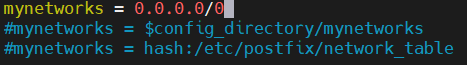 mynetworks = 0.0.0.0/0
#mynetworks = $config_directory/mynetworks
#mynetworks = hash:/etc/postfix/network_table